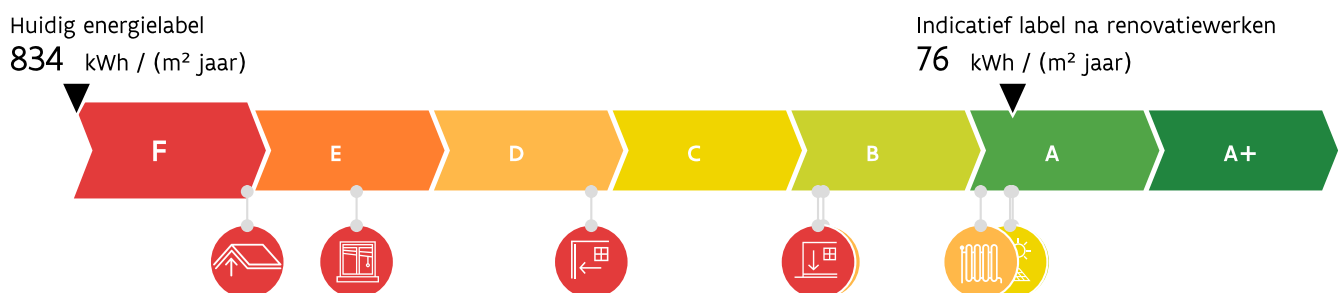 Huidig energielabel
834 kWh / (m² jaar)
Indicatief label na renovatiewerken
76 kWh / (m² jaar)
F
E
D
C
B
A
A+